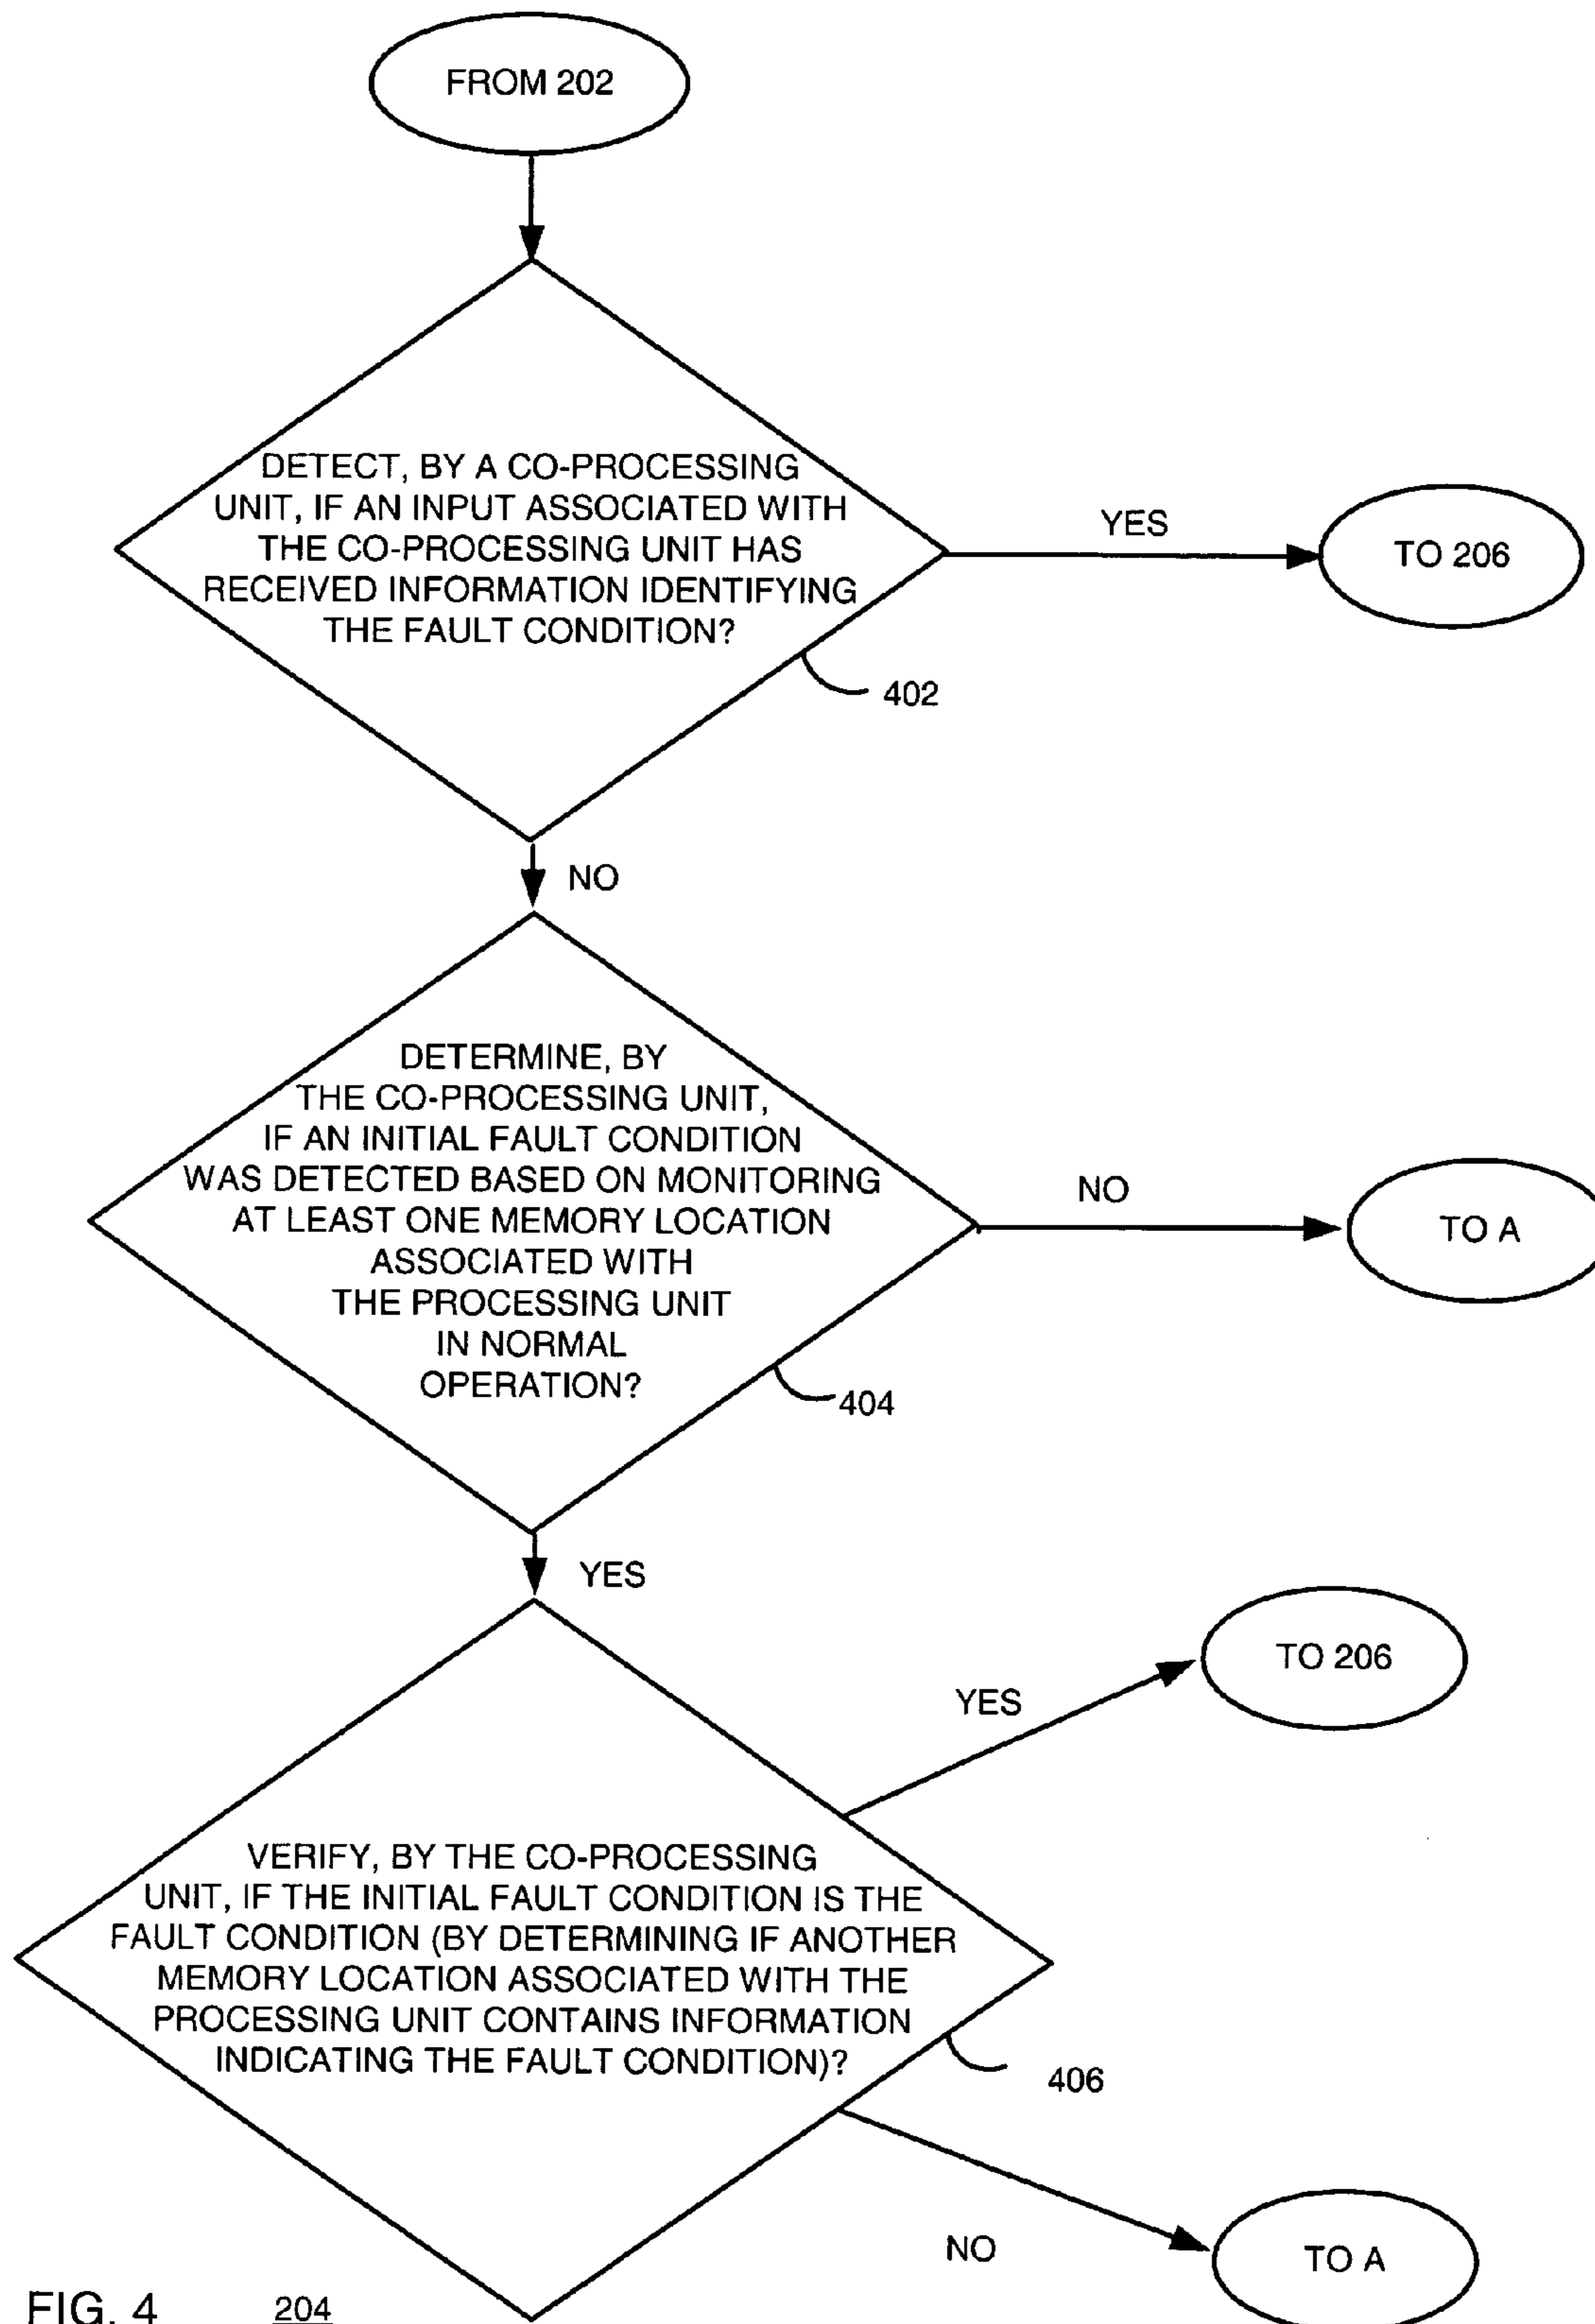 FROM 202
DETECT, BY A CO-PROCESSING
UNIT, IF AN INPUT ASSOCIATED WITH
THE CO-PROCESSING UNIT HAS
RECEIVED INFORMATION IDENTIFYING
THE FAULT CONDITION?
YES
TO 206
402
NO
DETERMINE, BY
THE CO-PROCESSING UNIT,
IF AN INITIAL FAULT CONDITION
WAS DETECTED BASED ON MONITORING
AT LEAST ONE MEMORY LOCATION
ASSOCIATED WITH
THE PROCESSING UNIT
IN NORMAL
OPERATION?
NO
TO A
404
YES
VERIFY, BY THE CO-PROCESSING
UNIT, IF THE INITIAL FAULT CONDITION IS THE
FAULT CONDITION (BY DETERMINING IF ANOTHER
MEMORY LOCATION ASSOCIATED WITH THE
PROCESSING UNIT CONTAINS INFORMATION
INDICATING THE FAULT CONDITION)?
YES
TO 206
406
NO
TO A
FIG. 4
204